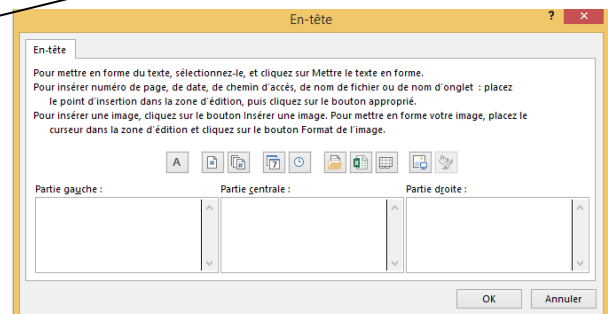 En-tête
? ×
En-tête
Pour mettre en forme du texte, sélectionnez-le, et cliquez sur Mettre le texte en forme.
Pour insérer numéro de page, de date, de chemin d'accès, de nom de fichier ou de nom d'onglet : placez
le point d'insertion dans la zone d'édition, puis cliquez sur le bouton approprié.
Pour insérer une image, cliquez sur le bouton Insérer une image. Pour mettre en forme votre image, placez le
curseur dans la zone d'édition et cliquez sur le bouton Format de l'image.
A # # 7 X
Partie gauche : Partie centrale : Partie droite :
OK Annuler